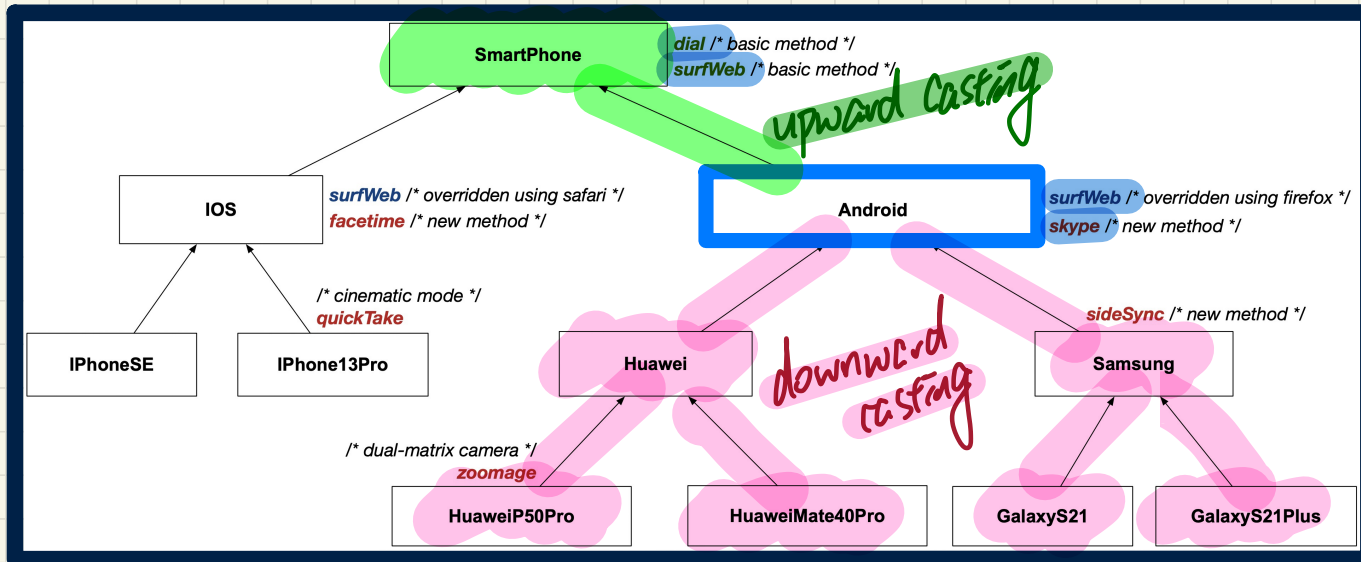 SmartPhone
dial /* basic method */
surfWeb /* basic method */
upward casting
IOS
surfWeb /* overridden using safari */
facetime /* new method */
Android
surfWeb /* overridden using firefox */
skype /* new method */
/* cinematic mode */
quickTake
IPhoneSE
IPhone13Pro
Huawei
downward
casting
sideSync /* new method */
Samsung
/* dual-matrix camera */
zoomage
HuaweiP50Pro
HuaweiMate40Pro
GalaxyS21
GalaxyS21Plus